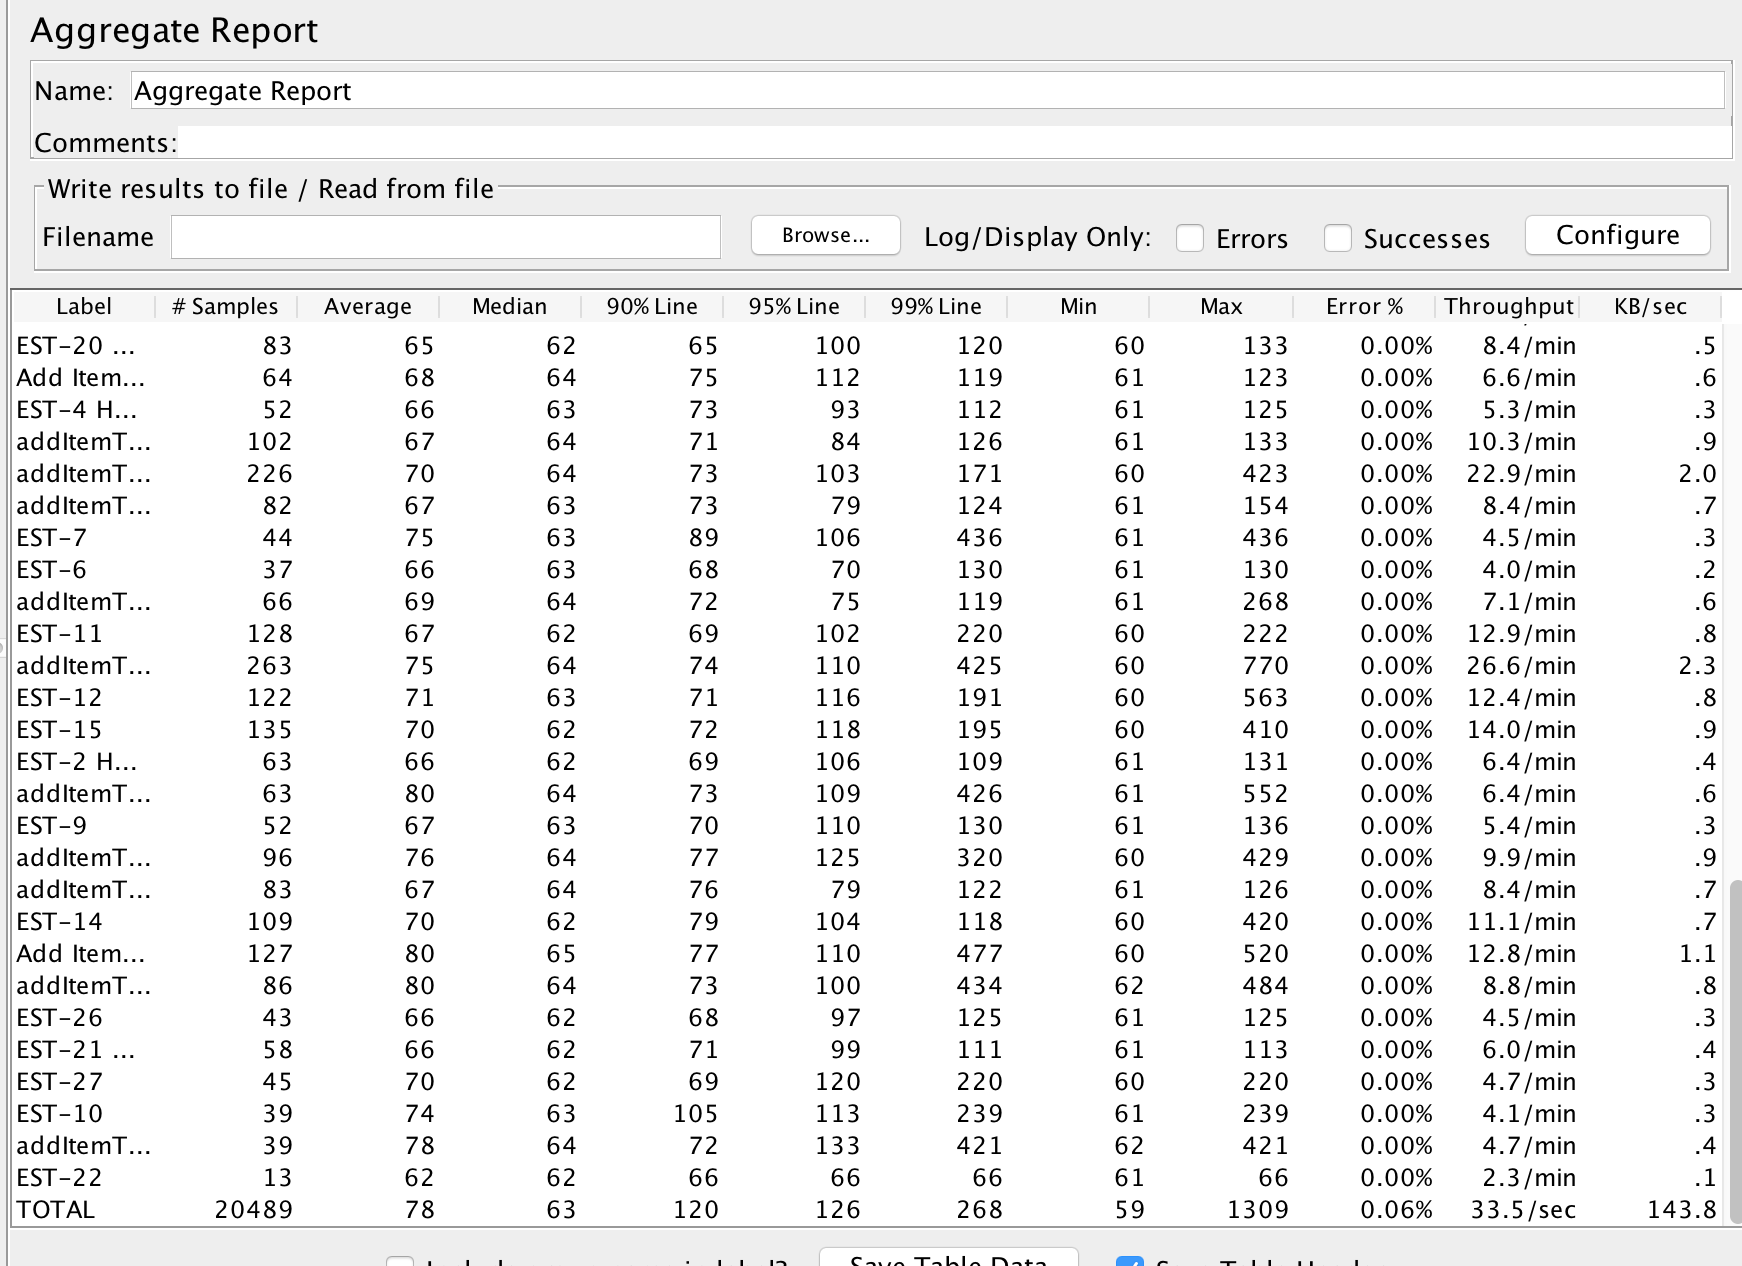 Aggregate Report
Name: Aggregate Report
Comments:
Write results to file / Read from file
Filename Browse... Log/Display Only: Errors Successes Configure
Label # Samples Average Median 90% Line 95% Line 99% Line Min Max Error % Throughput KB/sec
EST-20 ... 83 65 62 65 100 120 60 133 0.00% 8.4/min .5
Add Item... 64 68 64 75 112 119 61 123 0.00% 6.6/min .6
EST-4 H... 52 66 63 73 93 112 61 125 0.00% 5.3/min .3
addItemT... 102 67 64 71 84 126 61 133 0.00% 10.3/min .9
addItemT... 226 70 64 73 103 171 60 423 0.00% 22.9/min 2.0
addItemT... 82 67 63 73 79 124 61 154 0.00% 8.4/min .7
EST-7 44 75 63 89 106 436 61 436 0.00% 4.5/min .3
EST-6 37 66 63 68 70 130 61 130 0.00% 4.0/min .2
addItemT... 66 69 64 72 75 119 61 268 0.00% 7.1/min .6
EST-11 128 67 62 69 102 220 60 222 0.00% 12.9/min .8
addItemT... 263 75 64 74 110 425 60 770 0.00% 26.6/min 2.3
EST-12 122 71 63 71 116 191 60 563 0.00% 12.4/min .8
EST-15 135 70 62 72 118 195 60 410 0.00% 14.0/min .9
EST-2 H... 63 66 62 69 106 109 61 131 0.00% 6.4/min .4
addItemT... 63 80 64 73 109 426 61 552 0.00% 6.4/min .6
EST-9 52 67 63 70 110 130 61 136 0.00% 5.4/min .3
addItemT... 96 76 64 77 125 320 60 429 0.00% 9.9/min .9
addItemT... 83 67 64 76 79 122 61 126 0.00% 8.4/min .7
EST-14 109 70 62 79 104 118 60 420 0.00% 11.1/min .7
Add Item... 127 80 65 77 110 477 60 520 0.00% 12.8/min 1.1
addItemT... 86 80 64 73 100 434 62 484 0.00% 8.8/min .8
EST-26 43 66 62 68 97 125 61 125 0.00% 4.5/min .3
EST-21 ... 58 66 62 71 99 111 61 113 0.00% 6.0/min .4
EST-27 45 70 62 69 120 220 60 220 0.00% 4.7/min .3
EST-10 39 74 63 105 113 239 61 239 0.00% 4.1/min .3
addItemT... 39 78 64 72 133 421 62 421 0.00% 4.7/min .4
EST-22 13 62 62 66 66 66 61 66 0.00% 2.3/min .1
TOTAL 20489 78 63 120 126 268 59 1309 0.06% 33.5/sec 143.8
Save Table Data